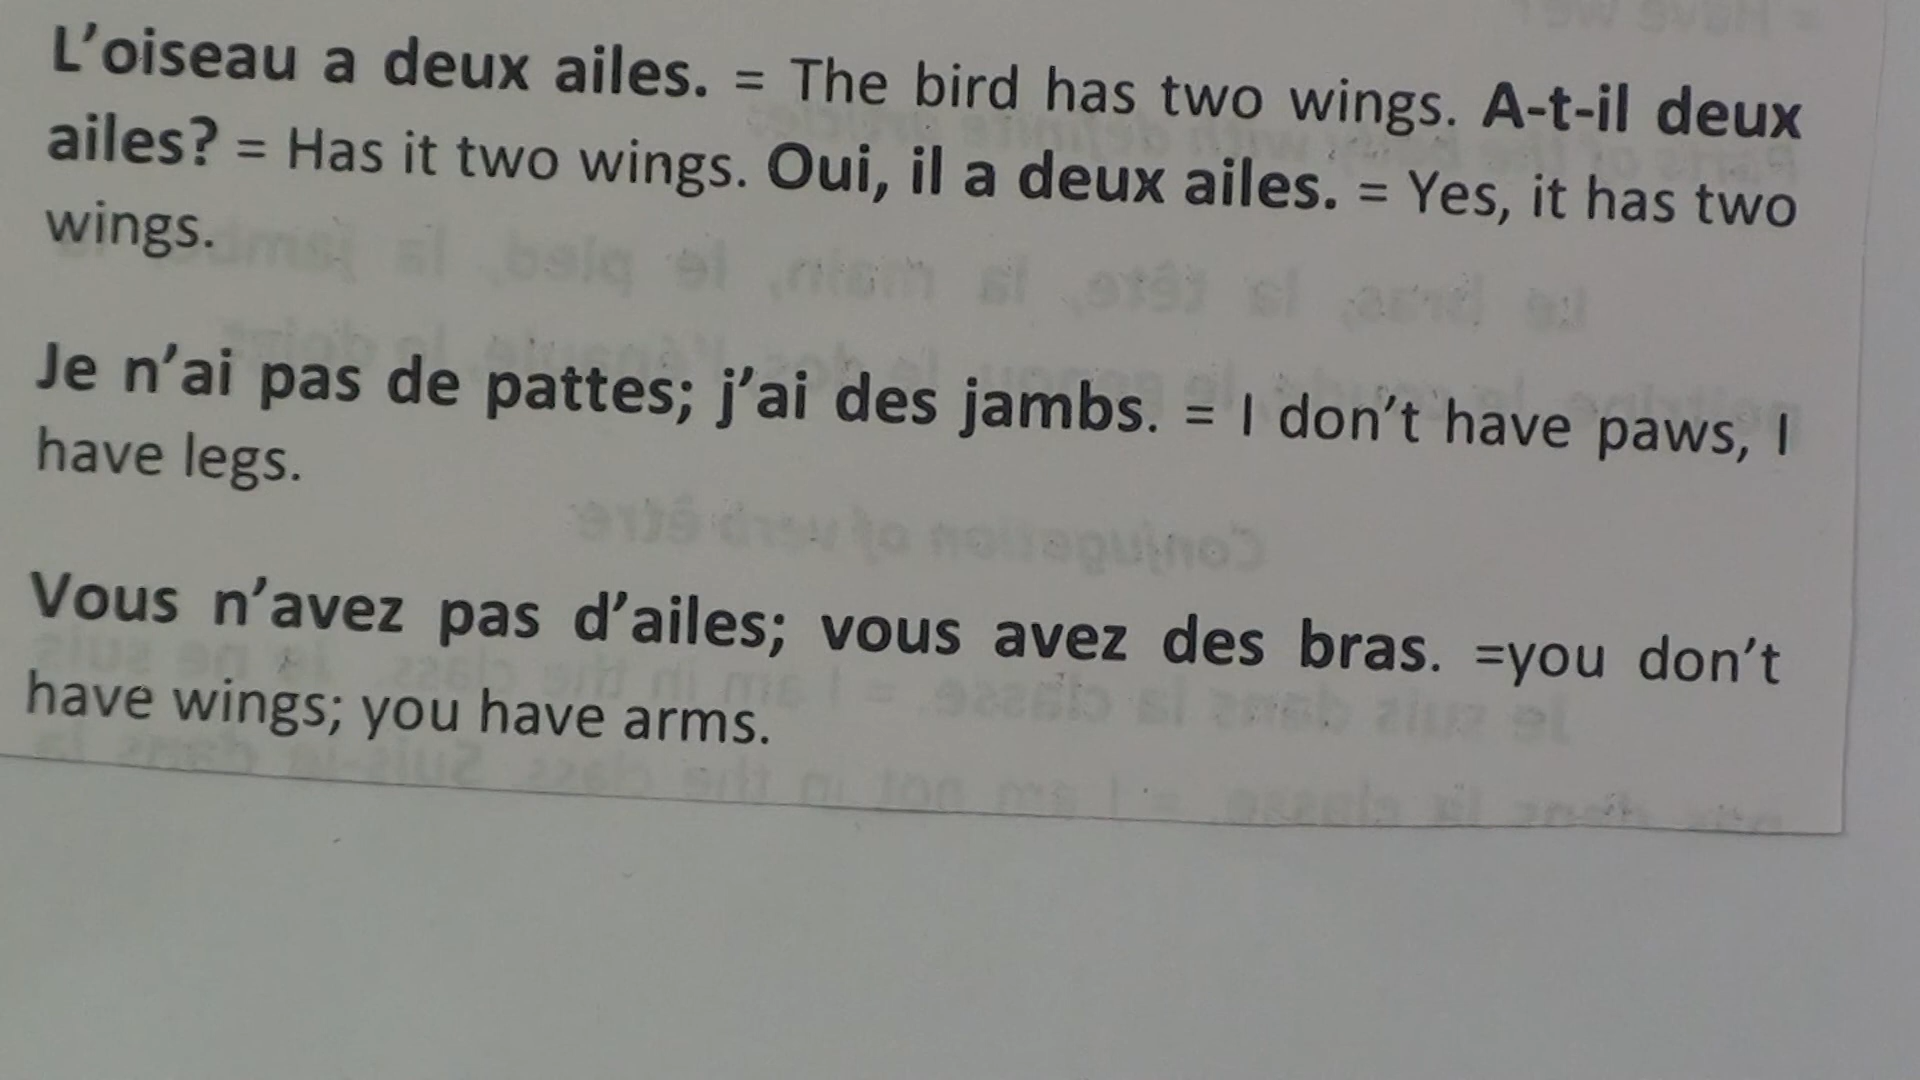 L'oiseau a deux ailes. = The bird has two wings. A-t-il deux
ailes? = Has it two wings. Oui, il a deux ailes. = Yes, it has two
wings.
Je n'ai pas de pattes; j'ai des jambs. = I don't have paws, I
have legs.
Vous n'avez pas d'ailes; vous avez des bras. =you don't
have wings; you have arms.